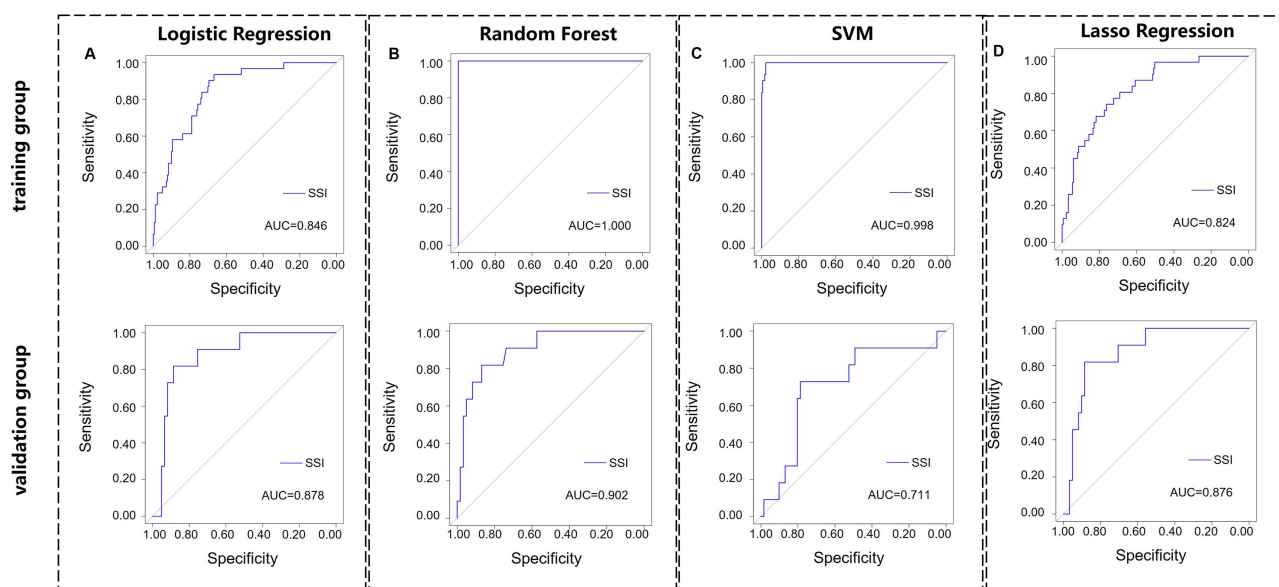 Logistic Regression
Random Forest
SVM
Lasso Regression
training group
A
Sensitivity
1.00
0.80
0.60
0.40
0.20
0.00
SSI
AUC=0.846
1.00 0.80 0.60 0.40 0.20 0.00
Specificity
B
Sensitivity
1.00
0.80
0.60
0.40
0.20
0.00
SSI
AUC=1.000
1.00 0.80 0.60 0.40 0.20 0.00
Specificity
C
Sensitivity
1.00
0.80
0.60
0.40
0.20
0.00
SSI
AUC=0.998
1.00 0.80 0.60 0.40 0.20 0.00
Specificity
D
Sensitivity
1.00
0.80
0.60
0.40
0.20
0.00
SSI
AUC=0.824
1.00 0.80 0.60 0.40 0.20 0.00
Specificity
validation group
Sensitivity
1.00
0.80
0.60
0.40
0.20
0.00
SSI
AUC=0.878
1.00 0.80 0.60 0.40 0.20 0.00
Specificity
Sensitivity
1.00
0.80
0.60
0.40
0.20
0.00
SSI
AUC=0.902
1.00 0.80 0.60 0.40 0.20 0.00
Specificity
Sensitivity
1.00
0.80
0.60
0.40
0.20
0.00
SSI
AUC=0.711
1.00 0.80 0.60 0.40 0.20 0.00
Specificity
Sensitivity
1.00
0.80
0.60
0.40
0.20
0.00
SSI
AUC=0.876
1.00 0.80 0.60 0.40 0.20 0.00
Specificity